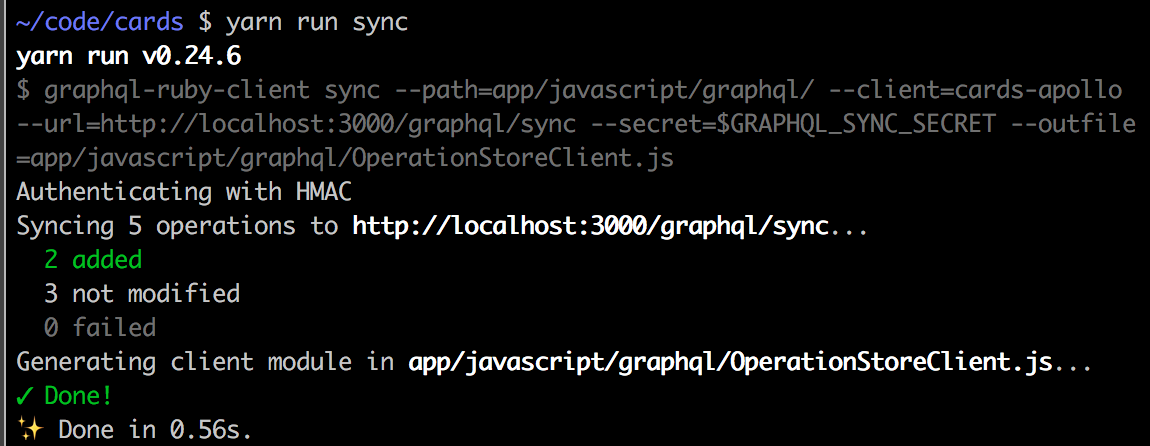 ~/code/cards $ yarn run sync
yarn run v0.24.6
$ graphql-ruby-client sync --path=app/javascript/graphql/ --client=cards-apollo
--url=http://localhost:3000/graphql/sync --secret=$GRAPHQL_SYNC_SECRET --outfile
=app/javascript/graphql/OperationStoreClient.js
Authenticating with HMAC
Syncing 5 operations to http://localhost:3000/graphql/sync...
  2 added
  3 not modified
  0 failed
Generating client module in app/javascript/graphql/OperationStoreClient.js...
✓ Done!
✨ Done in 0.56s.